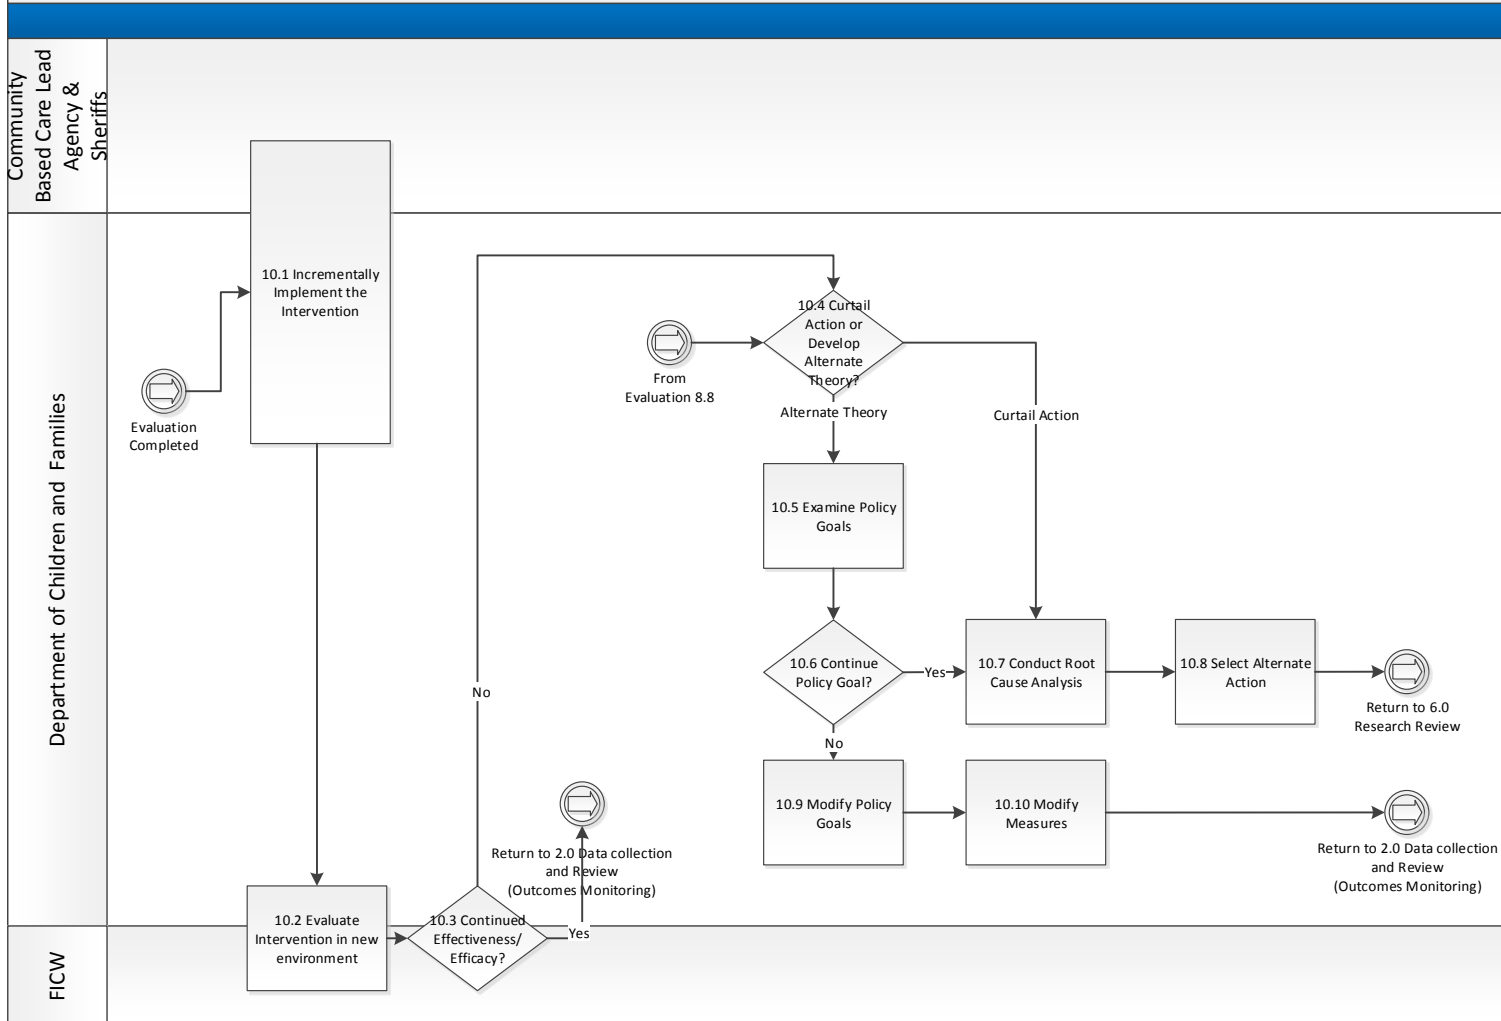 Community
Based Care Lead
Agency &
Sheriffs
Department of Children and Families
FICW
Evaluation
Completed
10.1 Incrementally
Implement the
Intervention
10.2 Evaluate
Intervention in new
environment
10.3 Continued
Effectiveness/
Efficacy?
No
Yes
Return to 2.0 Data collection
and Review
(Outcomes Monitoring)
From
Evaluation 8.8
10.4 Curtail
Action or
Develop
Alternate
Theory?
Alternate Theory
Curtail Action
10.5 Examine Policy
Goals
10.6 Continue
Policy Goal?
Yes
No
10.7 Conduct Root
Cause Analysis
10.8 Select Alternate
Action
Return to 6.0
Research Review
10.9 Modify Policy
Goals
10.10 Modify
Measures
Return to 2.0 Data collection
and Review
(Outcomes Monitoring)